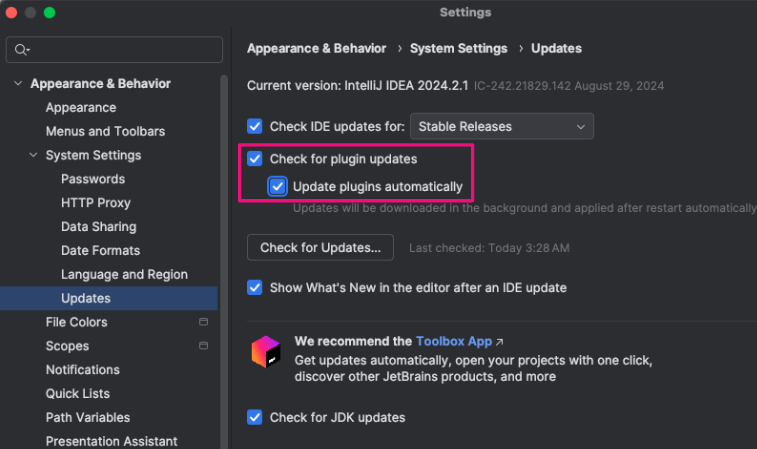 Settings
Appearance & Behavior
Appearance
Menus and Toolbars
System Settings
Passwords
HTTP Proxy
Data Sharing
Date Formats
Language and Region
Updates
File Colors
Scopes
Notifications
Quick Lists
Path Variables
Presentation Assistant
Appearance & Behavior › System Settings › Updates
Current version: IntelliJ IDEA 2024.2.1 IC-242.21829.142 August 29, 2024
Check IDE updates for: Stable Releases
Check for plugin updates
Update plugins automatically
Updates will be downloaded in the background and applied after restart automatically
Check for Updates... Last checked: Today 3:28 AM
Show What's New in the editor after an IDE update
We recommend the Toolbox App ↗
Get updates automatically, open your projects with one click,
discover other JetBrains products, and more
Check for JDK updates